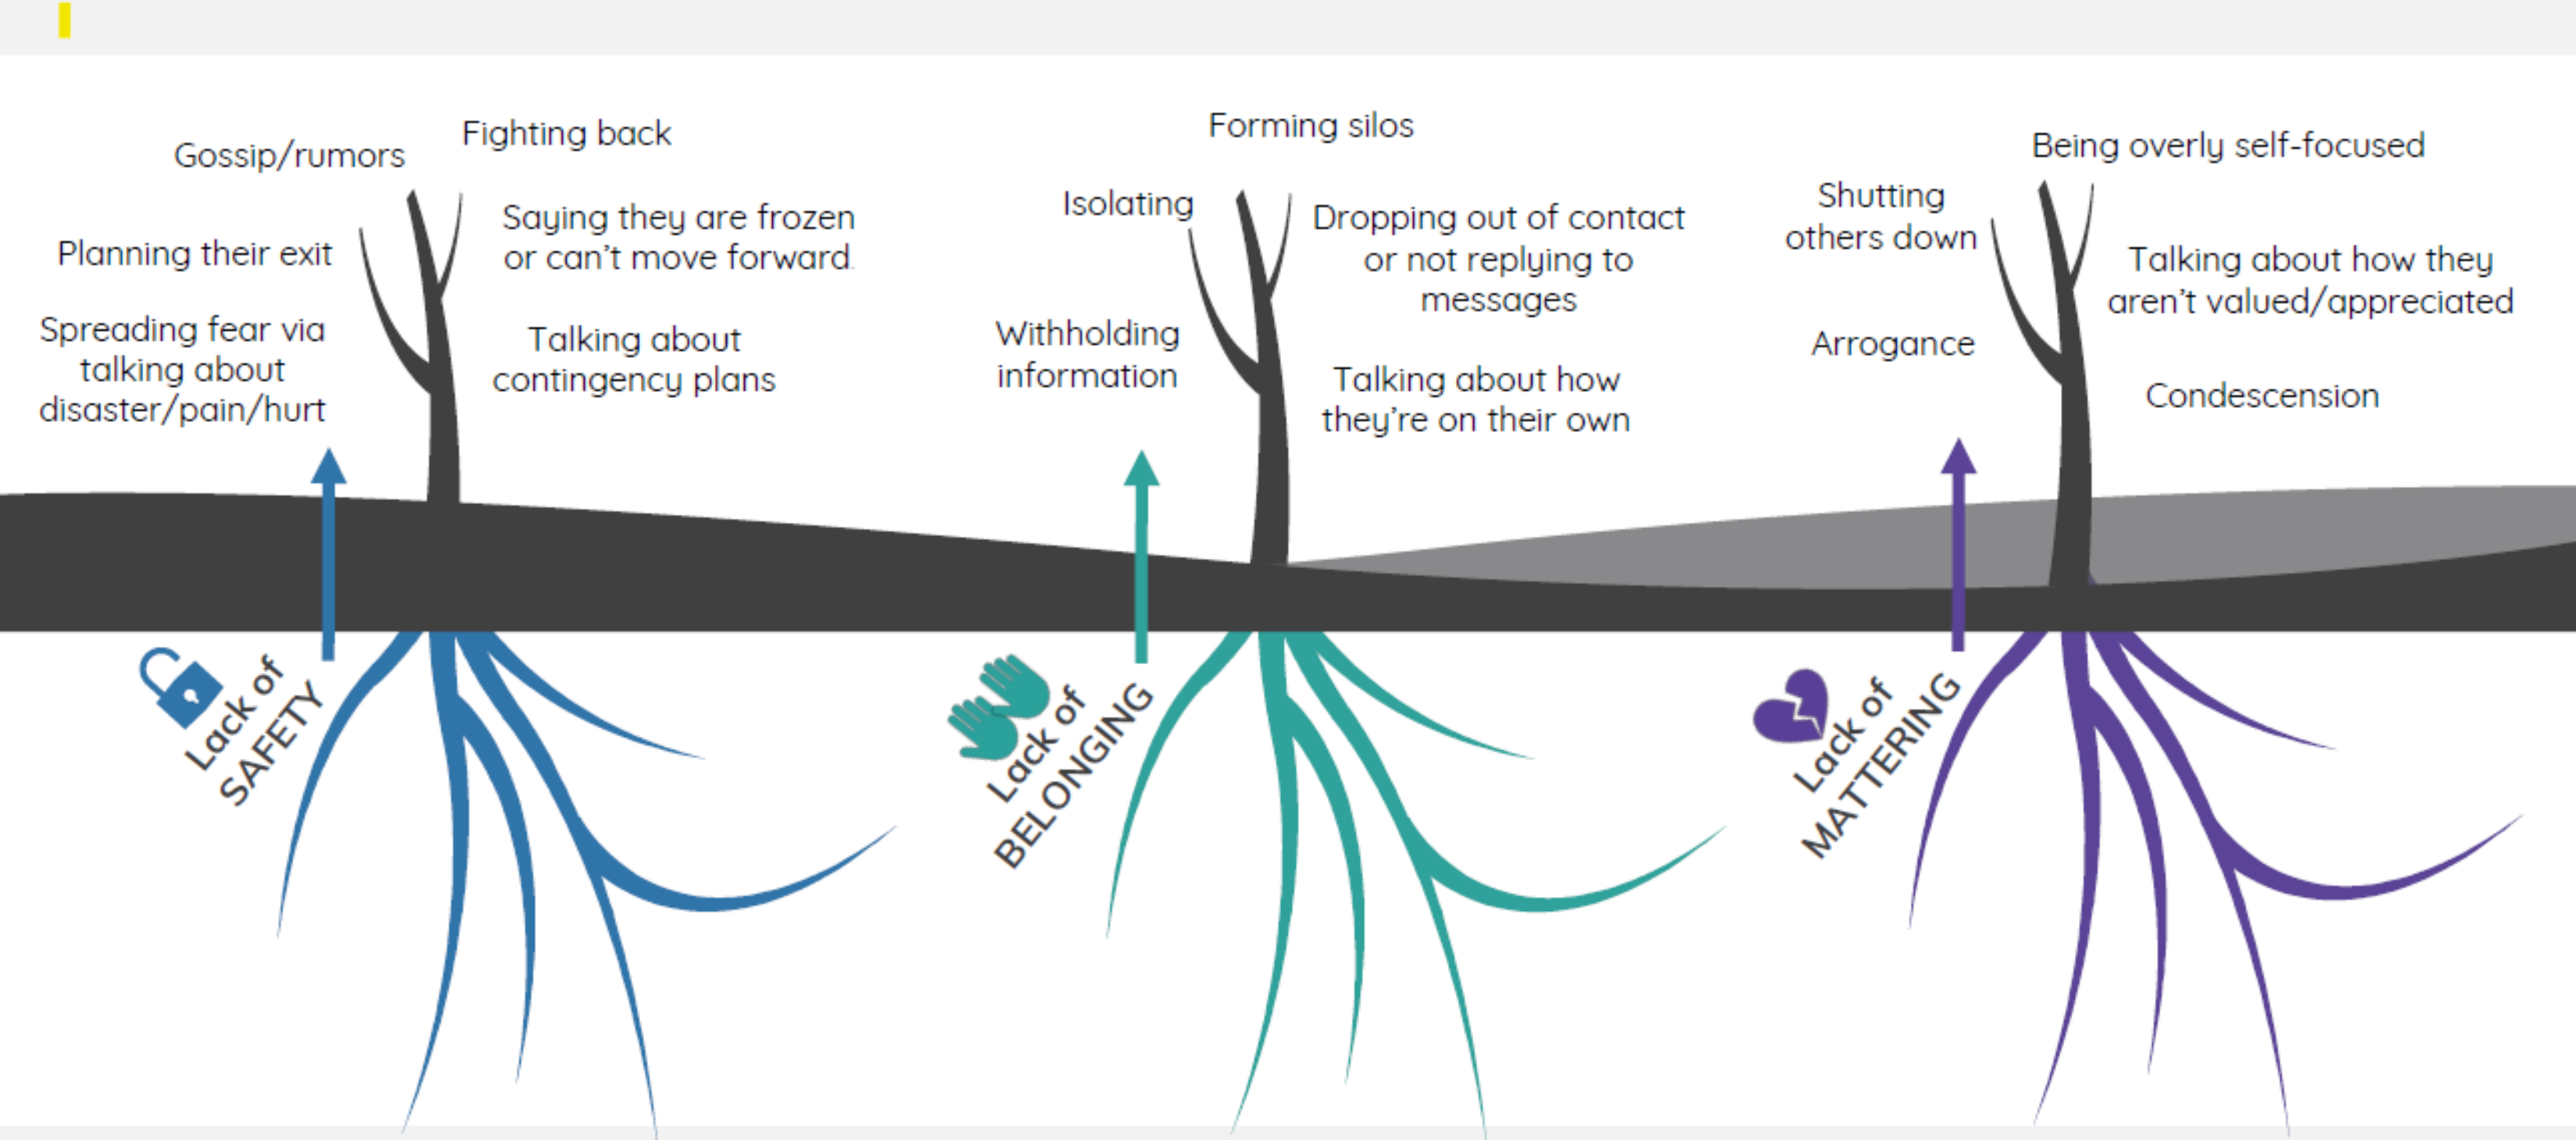 Gossip/rumors
Fighting back
Planning their exit
Saying they are frozen
or can't move forward.
Spreading fear via
talking about
disaster/pain/hurt
Talking about
contingency plans
Lack of
SAFETY
Forming silos
Isolating
Dropping out of contact
or not replying to
messages
Withholding
information
Talking about how
they're on their own
Lack of
BELONGING
Being overly self-focused
Shutting
others down
Talking about how they
aren't valued/appreciated
Arrogance
Condescension
Lack of
MATTERING